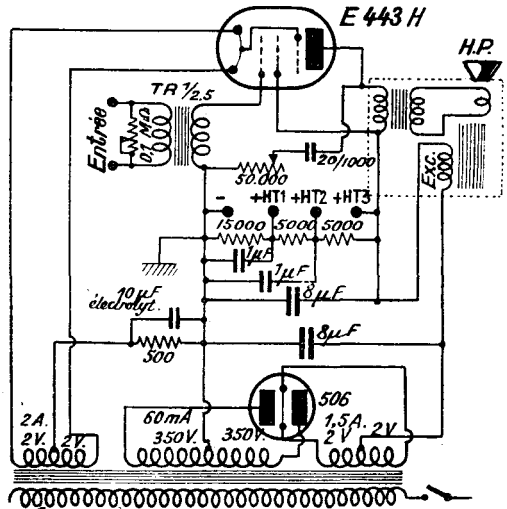 E 443 H
H.P.
TR 1/2.5
Entrée
0,1 MΩ
20/1000
Exc.
50.000
- +HT1 +HT2 +HT3
15000 5000 5000
1µF
1µF
8µF
10µF
électrolyt.
500
8µF
506
2A.
2V. 2V.
60mA
350V. 350V.
1,5A.
2V 2V